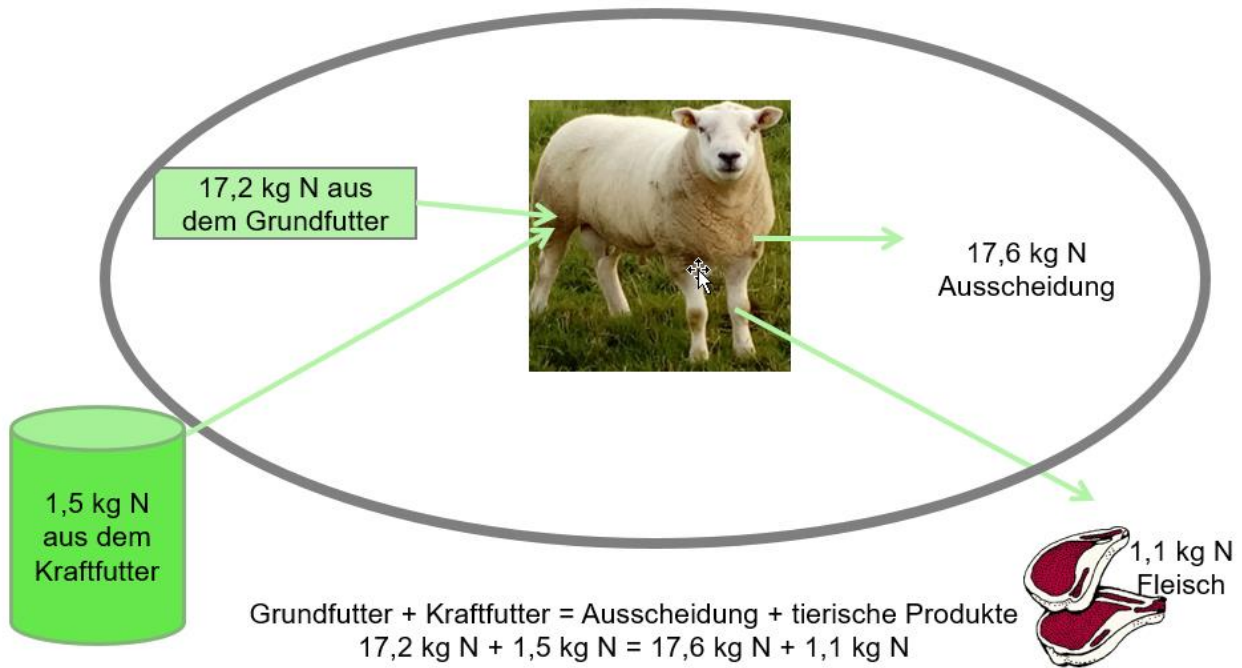 17,2 kg N aus
dem Grundfutter
17,6 kg N
Ausscheidung
1,5 kg N
aus dem
Kraftfutter
1,1 kg N
Fleisch
Grundfutter + Kraftfutter = Ausscheidung + tierische Produkte
17,2 kg N + 1,5 kg N = 17,6 kg N + 1,1 kg N